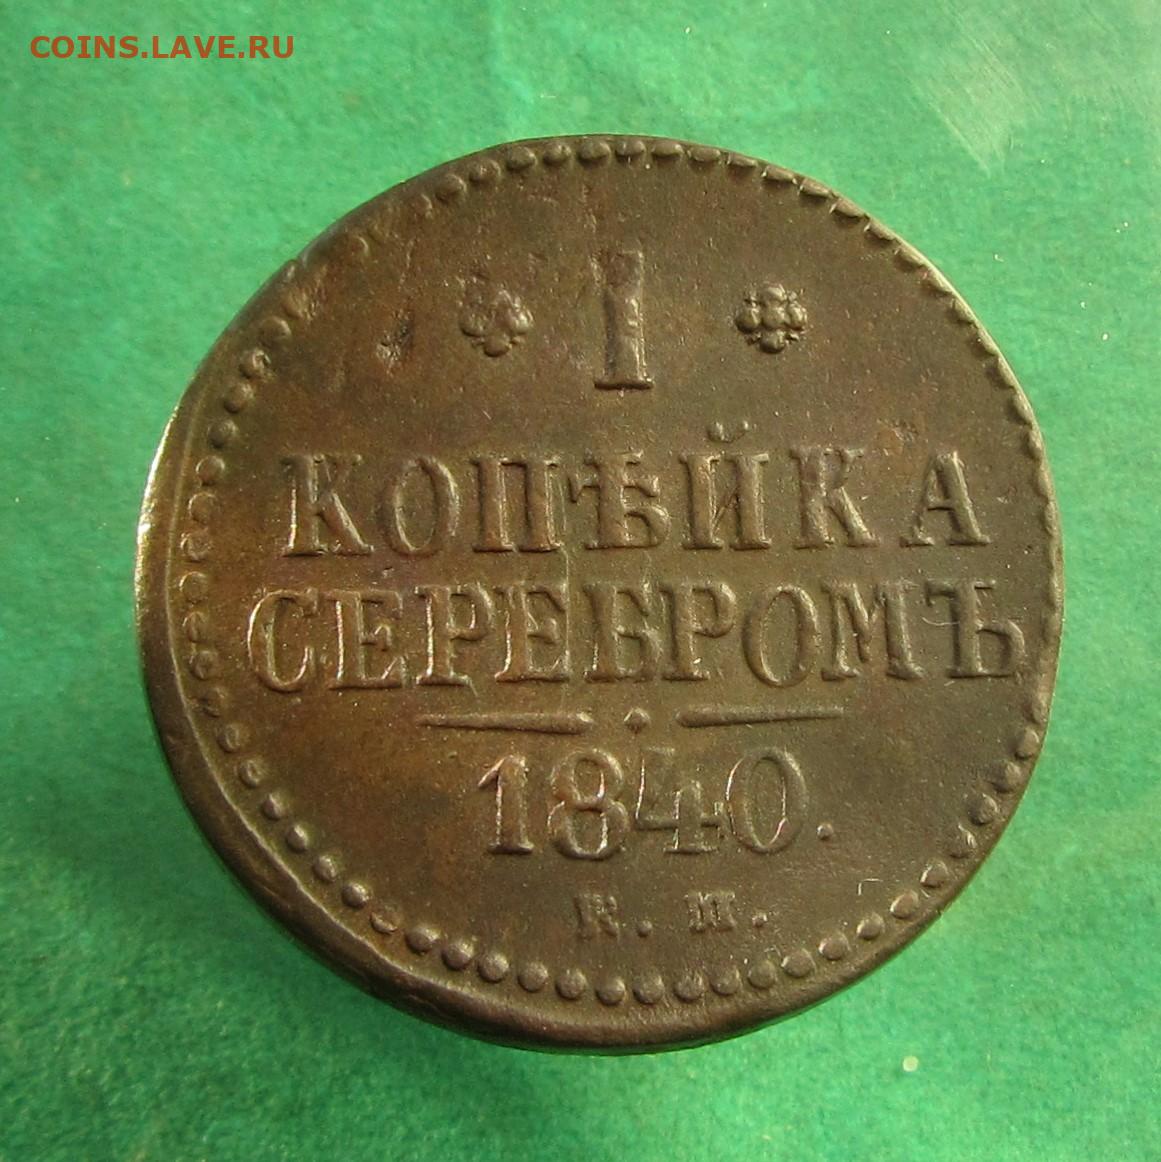 COINS.LAVE.RU
1
КОПѢЙКА
СЕРЕБРОМЪ
1840.
Е. М.